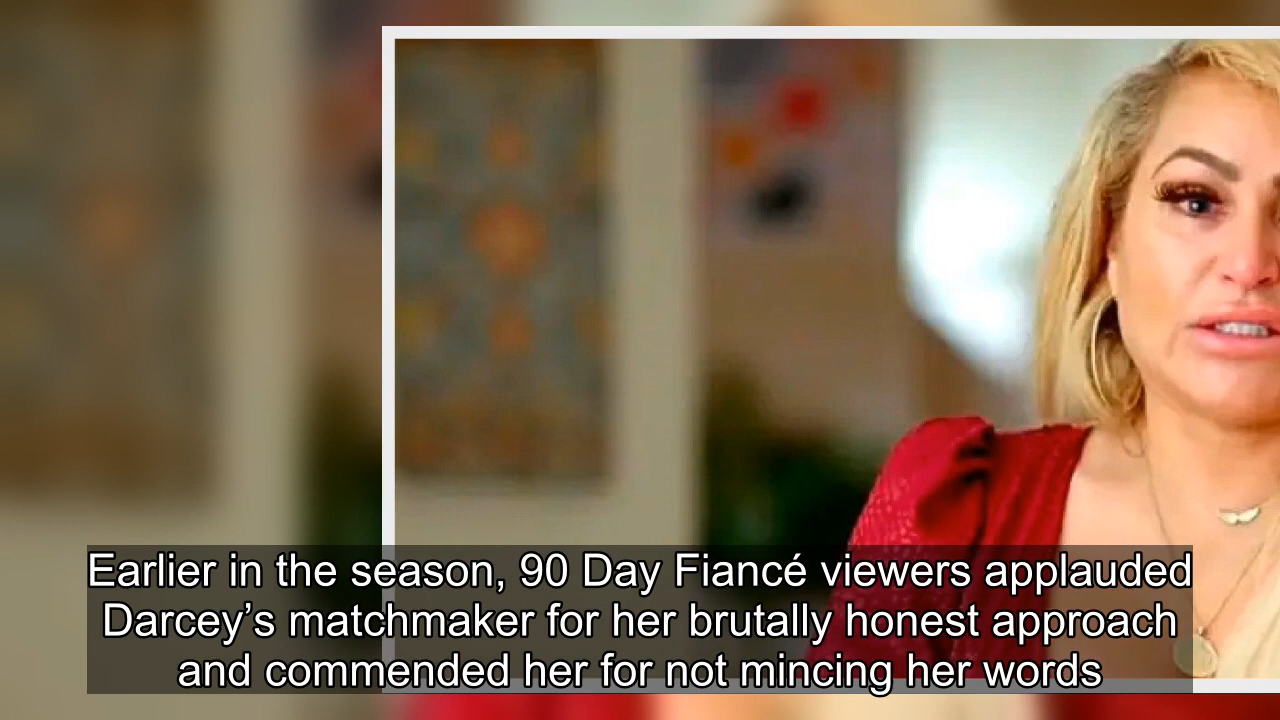 Earlier in the season, 90 Day Fiancé viewers applauded
Darcey’s matchmaker for her brutally honest approach
and commended her for not mincing her words